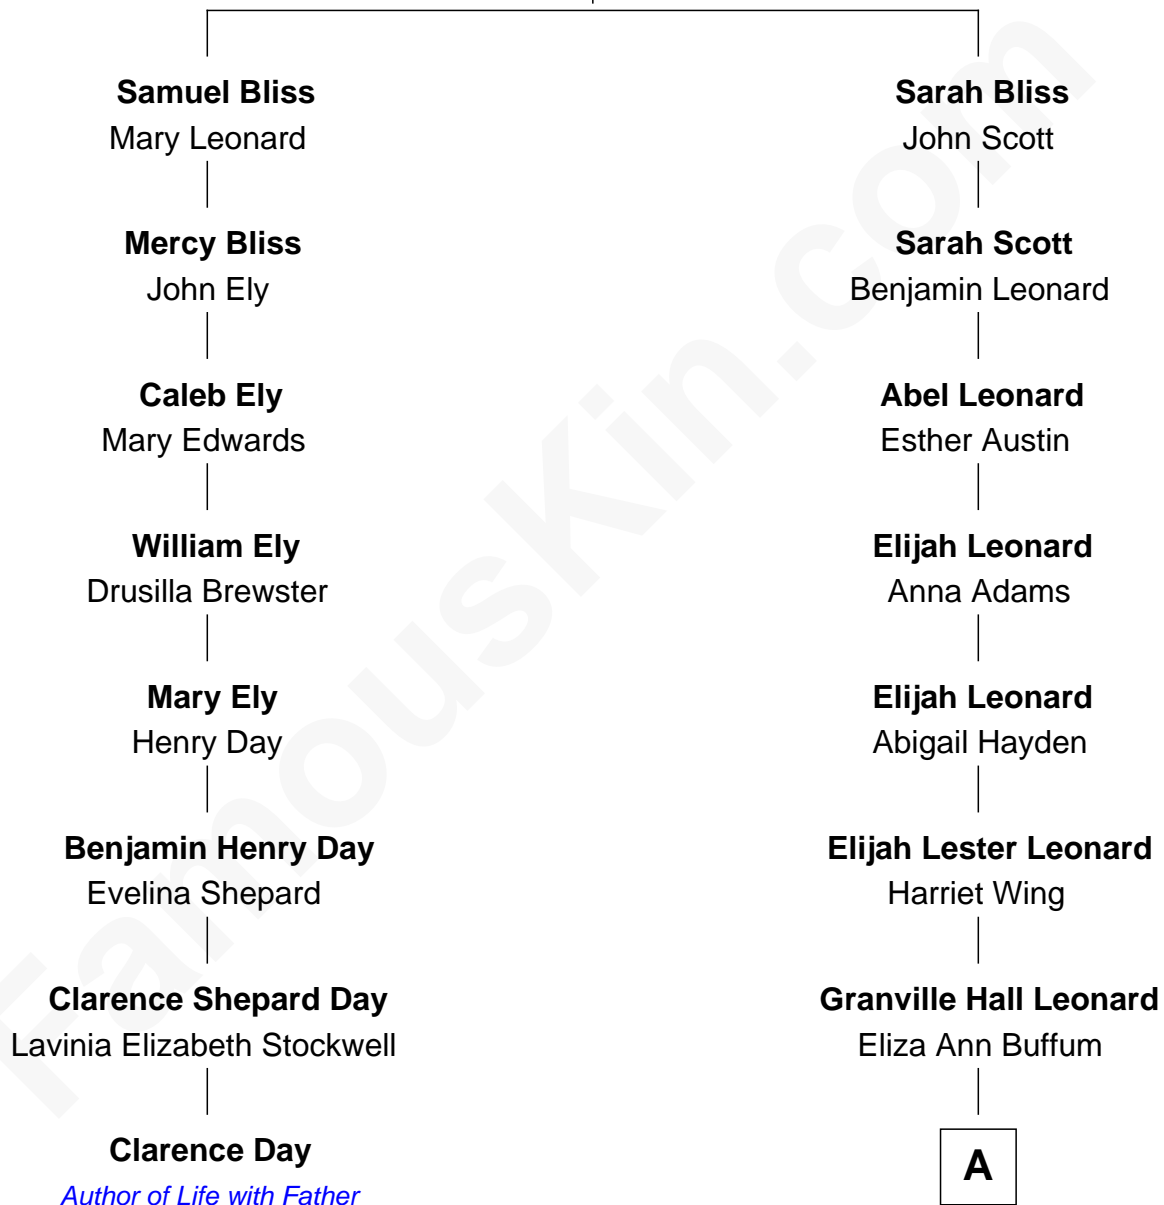 Samuel Bliss
Mary Leonard
Mercy Bliss
John Ely
Caleb Ely
Mary Edwards
William Ely
Drusilla Brewster
Mary Ely
Henry Day
Benjamin Henry Day
Evelina Shepard
Clarence Shepard Day
Lavinia Elizabeth Stockwell
Clarence Day
Author of Life with Father
Sarah Bliss
John Scott
Sarah Scott
Benjamin Leonard
Abel Leonard
Esther Austin
Elijah Leonard
Anna Adams
Elijah Leonard
Abigail Hayden
Elijah Lester Leonard
Harriet Wing
Granville Hall Leonard
Eliza Ann Buffum
A
FamousKin.com